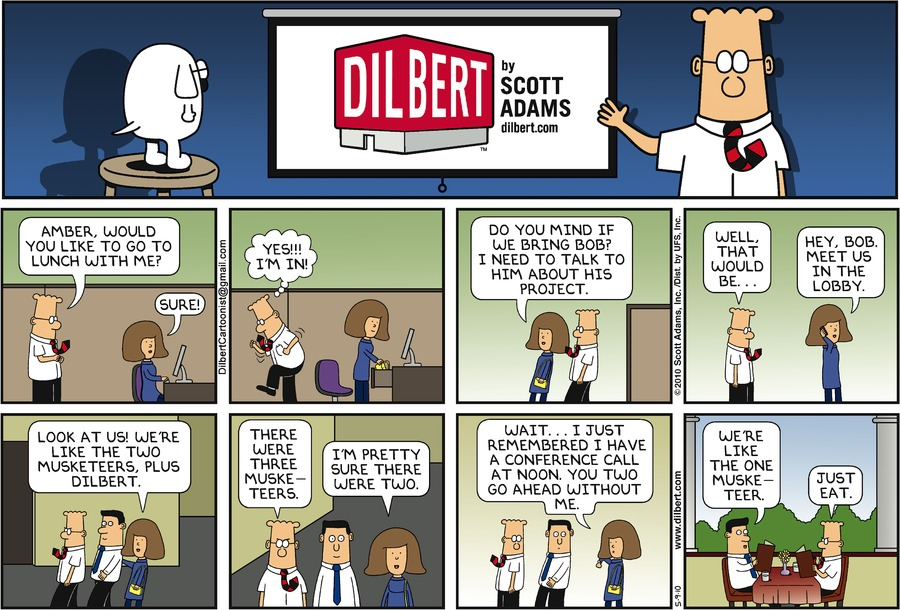 DILBERT
by
SCOTT
ADAMS
dilbert.com
TM
AMBER, WOULD
YOU LIKE TO GO TO
LUNCH WITH ME?
SURE!
DilbertCartoonist@gmail.com
YES!!!
I'M IN!
DO YOU MIND IF
WE BRING BOB?
I NEED TO TALK TO
HIM ABOUT HIS
PROJECT.
©2010 Scott Adams, Inc./Dist. by UFS, Inc.
WELL,
THAT
WOULD
BE...
HEY, BOB.
MEET US
IN THE
LOBBY.
LOOK AT US! WE'RE
LIKE THE TWO
MUSKETEERS, PLUS
DILBERT.
THERE
WERE
THREE
MUSKE-
TEERS.
I'M PRETTY
SURE THERE
WERE TWO.
WAIT... I JUST
REMEMBERED I HAVE
A CONFERENCE CALL
AT NOON. YOU TWO
GO AHEAD WITHOUT
ME.
5-9-10
www.dilbert.com
WE'RE
LIKE
THE ONE
MUSKE-
TEER.
JUST
EAT.